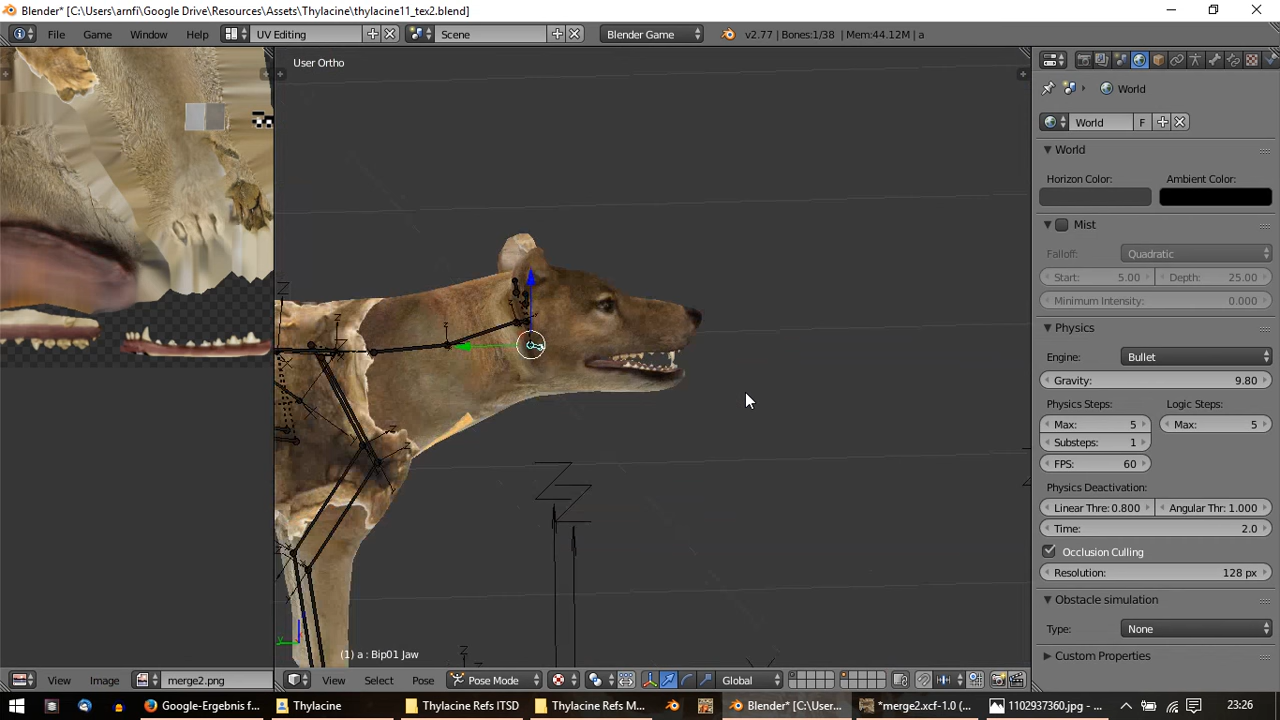 Blender* [C:\Users\arnfi\Google Drive\Resources\Assets\Thylacine\thylacine11_tex2.blend]
File Game Window Help UV Editing Scene Blender Game v2.77 | Bones:1/38 | Mem:44.12M | a
User Ortho
World
World F
World
Horizon Color: Ambient Color:
Mist
Falloff: Quadratic
Start: 5.00 Depth: 25.00
Minimum Intensity: 0.000
Physics
Engine: Bullet
Gravity: 9.80
Physics Steps: Logic Steps:
Max: 5 Max: 5
Substeps: 1
FPS: 60
Physics Deactivation:
Linear Thre: 0.800 Angular Thr: 1.000
Time: 2.0
Occlusion Culling
Resolution: 128 px
Obstacle simulation
Type: None
Custom Properties
(1) a : Bip01 Jaw
View Image merge2.png View Select Pose Pose Mode Global
Google-Ergebnis f... Thylacine Thylacine Refs ITSD Thylacine Refs M... Blender* [C:\User... *merge2.xcf-1.0 (... 1102937360.jpg - ... 23:26